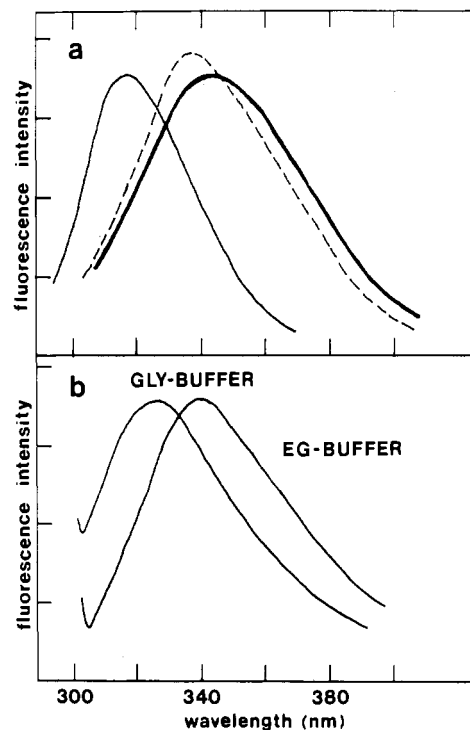 a
fluorescence intensity
b
GLY-BUFFER
EG-BUFFER
fluorescence intensity
300 340 380
wavelength (nm)